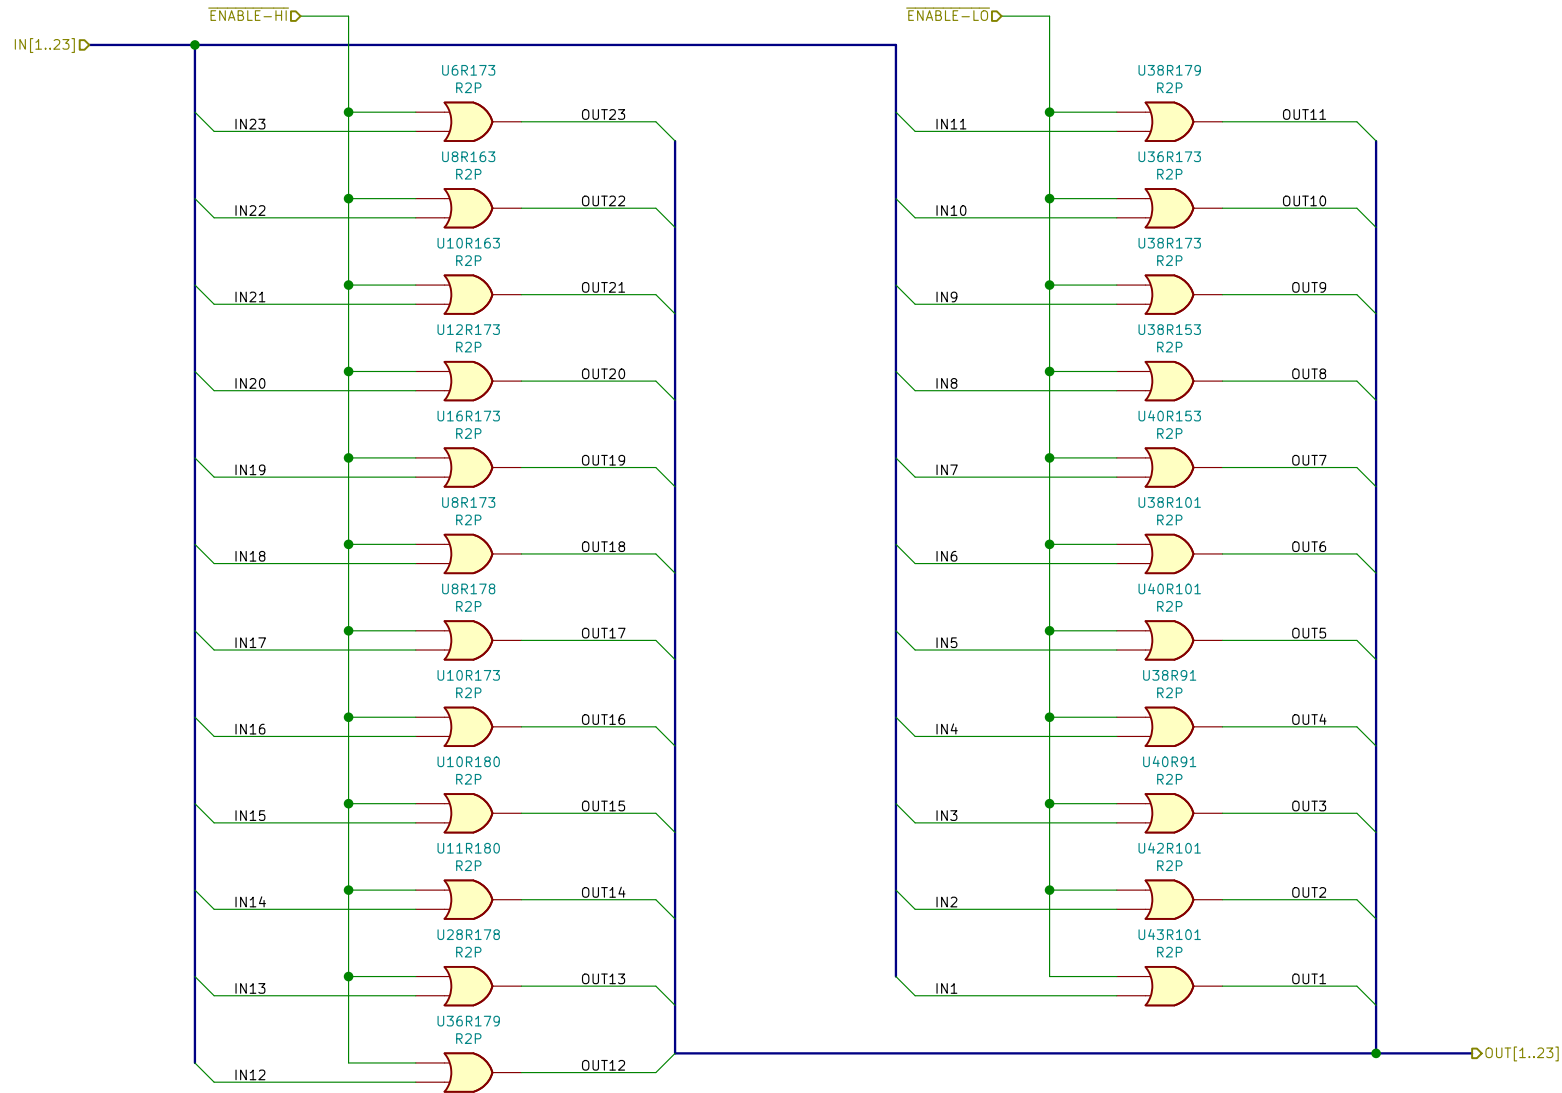 ENABLE-HI
ENABLE-LO
IN[1..23]
U6R173
R2P
IN23
OUT23
U8R163
R2P
IN22
OUT22
U10R163
R2P
IN21
OUT21
U12R173
R2P
IN20
OUT20
U16R173
R2P
IN19
OUT19
U8R173
R2P
IN18
OUT18
U8R178
R2P
IN17
OUT17
U10R173
R2P
IN16
OUT16
U10R180
R2P
IN15
OUT15
U11R180
R2P
IN14
OUT14
U28R178
R2P
IN13
OUT13
U36R179
R2P
IN12
OUT12
U38R179
R2P
IN11
OUT11
U36R173
R2P
IN10
OUT10
U38R173
R2P
IN9
OUT9
U38R153
R2P
IN8
OUT8
U40R153
R2P
IN7
OUT7
U38R101
R2P
IN6
OUT6
U40R101
R2P
IN5
OUT5
U38R91
R2P
IN4
OUT4
U40R91
R2P
IN3
OUT3
U42R101
R2P
IN2
OUT2
U43R101
R2P
IN1
OUT1
OUT[1..23]